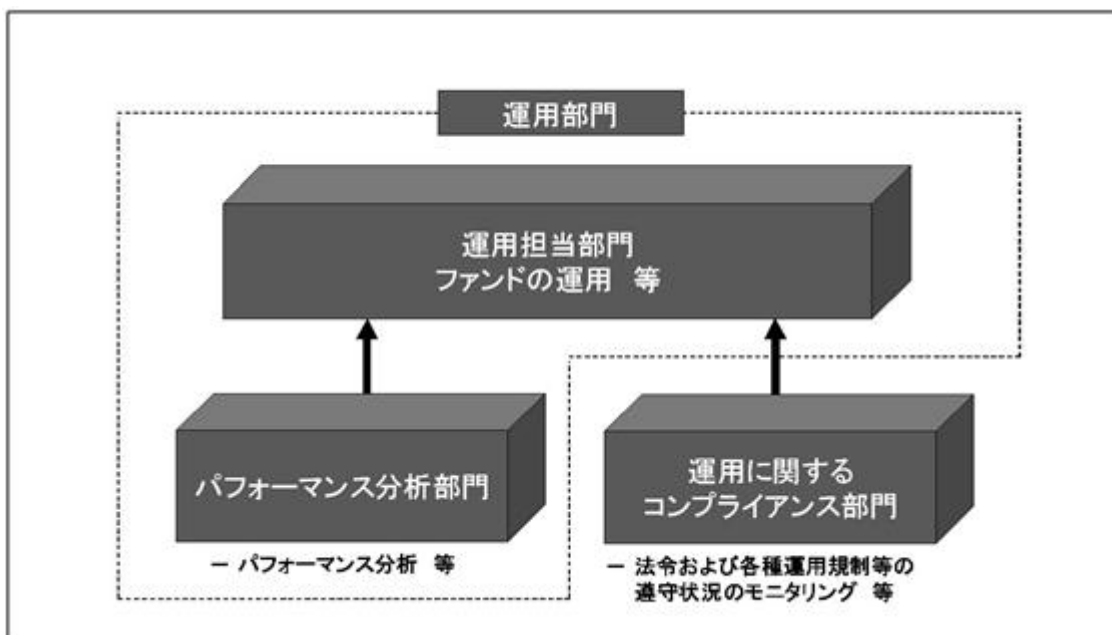 運用部門
運用担当部門
ファンドの運用 等
パフォーマンス分析部門
－ パフォーマンス分析 等
運用に関する
コンプライアンス部門
－ 法令および各種運用規制等の
遵守状況のモニタリング 等